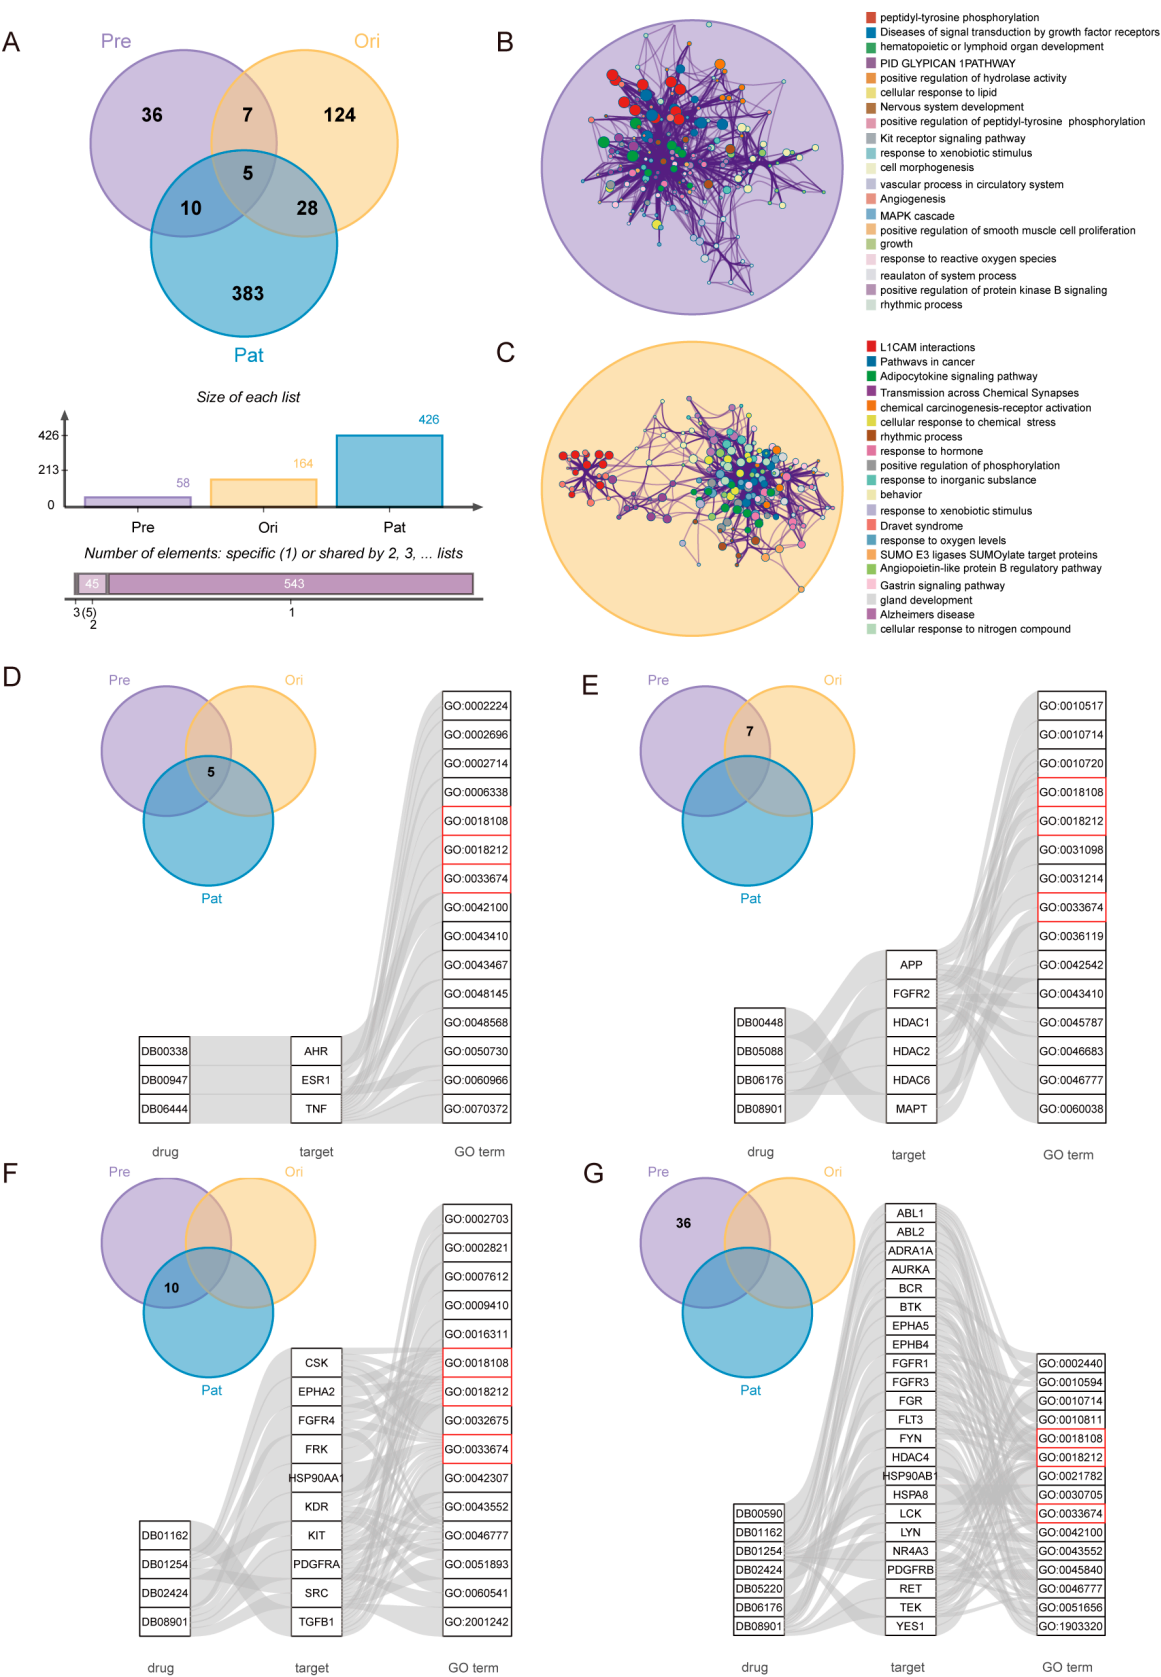 A
Pre
Ori
36
7
124
5
10
28
383
Pat
Size of each list
426
213
0
58
164
426
Pre
Ori
Pat
Number of elements: specific (1) or shared by 2, 3, ... lists
45
543
3 (5)
2
1
B
peptidyl-tyrosine phosphorylation
Diseases of signal transduction by growth factor receptors
hematopoietic or lymphoid organ development
PID GLYPICAN 1PATHWAY
positive regulation of hydrolase activity
cellular response to lipid
Nervous system development
positive regulation of peptidyl-tyrosine phosphorylation
Kit receptor signaling pathway
response to xenobiotic stimulus
cell morphogenesis
vascular process in circulatory system
Angiogenesis
MAPK cascade
positive regulation of smooth muscle cell proliferation
growth
response to reactive oxygen species
reaulaton of system process
positive regulation of protein kinase B signaling
rhythmic process
C
L1CAM interactions
Pathwavs in cancer
Adipocytokine signaling pathway
Transmission across Chemical Synapses
chemical carcinogenesis-receptor activation
cellular response to chemical stress
rhythmic process
response to hormone
positive regulation of phosphorylation
response to inorganic sublance
behavior
response to xenobiotic stimulus
Dravet syndrome
response to oxygen levels
SUMO E3 ligases SUMOylate target proteins
Angiopoietin-like protein B regulatory pathway
Gastrin signaling pathway
gland development
Alzheimers disease
cellular response to nitrogen compound
D
Pre
Ori
5
Pat
DB00338
DB00947
DB06444
AHR
ESR1
TNF
GO:0002224
GO:0002696
GO:0002714
GO:0006338
GO:0018108
GO:0018212
GO:0033674
GO:0042100
GO:0043410
GO:0043467
GO:0048145
GO:0048568
GO:0050730
GO:0060966
GO:0070372
drug
target
GO term
E
Pre
Ori
7
Pat
DB00448
DB05088
DB06176
DB08901
APP
FGFR2
HDAC1
HDAC2
HDAC6
MAPT
GO:0010517
GO:0010714
GO:0010720
GO:0018108
GO:0018212
GO:0031098
GO:0031214
GO:0033674
GO:0036119
GO:0042542
GO:0043410
GO:0045787
GO:0046683
GO:0046777
GO:0060038
drug
target
GO term
F
Pre
Ori
10
Pat
DB01162
DB01254
DB02424
DB08901
CSK
EPHA2
FGFR4
FRK
HSP90AA1
KDR
KIT
PDGFRA
SRC
TGFB1
GO:0002703
GO:0002821
GO:0007612
GO:0009410
GO:0016311
GO:0018108
GO:0018212
GO:0032675
GO:0033674
GO:0042307
GO:0043552
GO:0046777
GO:0051893
GO:0060541
GO:2001242
drug
target
GO term
G
Pre
Ori
36
Pat
DB00590
DB01162
DB01254
DB02424
DB05220
DB06176
DB08901
ABL1
ABL2
ADRA1A
AURKA
BCR
BTK
EPHA5
EPHB4
FGFR1
FGFR3
FGR
FLT3
FYN
HDAC4
HSP90AB1
HSPA8
LCK
LYN
NR4A3
PDGFRB
RET
TEK
YES1
GO:0002440
GO:0010594
GO:0010714
GO:0010811
GO:0018108
GO:0018212
GO:0021782
GO:0030705
GO:0033674
GO:0042100
GO:0043552
GO:0045840
GO:0046777
GO:0051656
GO:1903320
drug
target
GO term